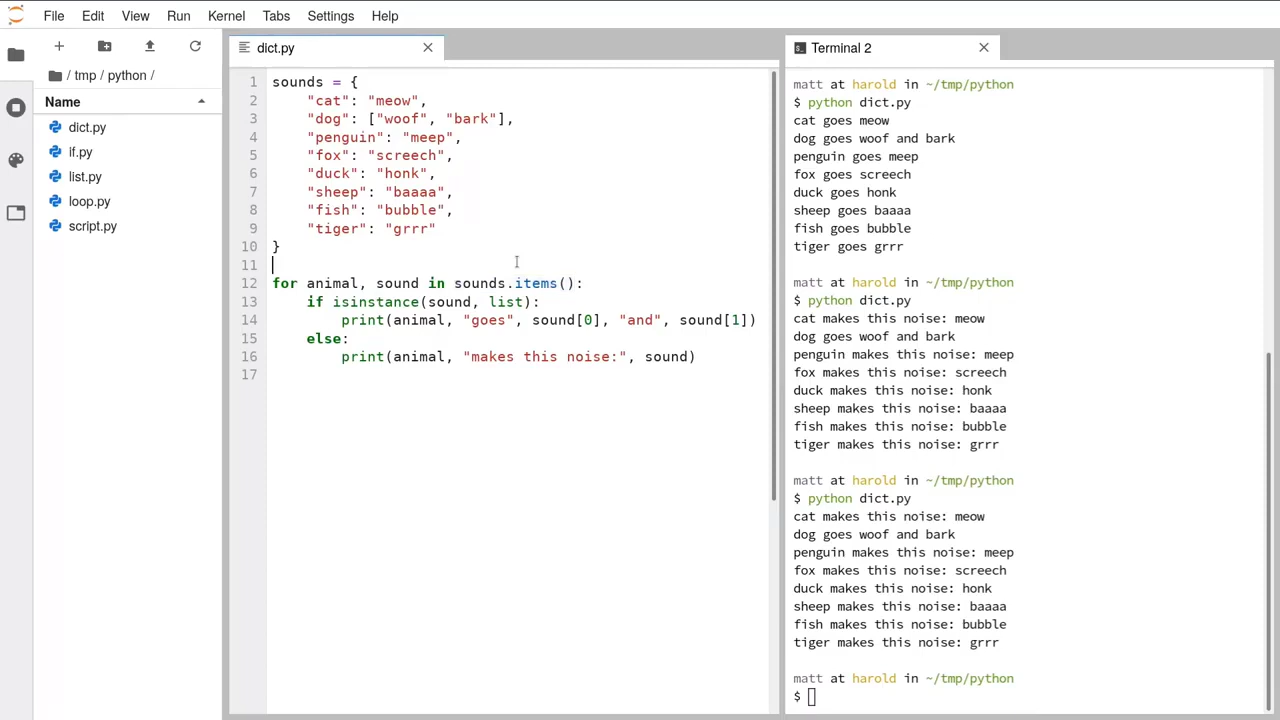 File Edit View Run Kernel Tabs Settings Help
/ tmp / python /
Name
dict.py
if.py
list.py
loop.py
script.py
dict.py
1 sounds = {
2     "cat": "meow",
3     "dog": ["woof", "bark"],
4     "penguin": "meep",
5     "fox": "screech",
6     "duck": "honk",
7     "sheep": "baaaa",
8     "fish": "bubble",
9     "tiger": "grrr"
10 }
11
12 for animal, sound in sounds.items():
13     if isinstance(sound, list):
14         print(animal, "goes", sound[0], "and", sound[1])
15     else:
16         print(animal, "makes this noise:", sound)
17
Terminal 2
matt at harold in ~/tmp/python
$ python dict.py
cat goes meow
dog goes woof and bark
penguin goes meep
fox goes screech
duck goes honk
sheep goes baaaa
fish goes bubble
tiger goes grrr
matt at harold in ~/tmp/python
$ python dict.py
cat makes this noise: meow
dog goes woof and bark
penguin makes this noise: meep
fox makes this noise: screech
duck makes this noise: honk
sheep makes this noise: baaaa
fish makes this noise: bubble
tiger makes this noise: grrr
matt at harold in ~/tmp/python
$ python dict.py
cat makes this noise: meow
dog goes woof and bark
penguin makes this noise: meep
fox makes this noise: screech
duck makes this noise: honk
sheep makes this noise: baaaa
fish makes this noise: bubble
tiger makes this noise: grrr
matt at harold in ~/tmp/python
$